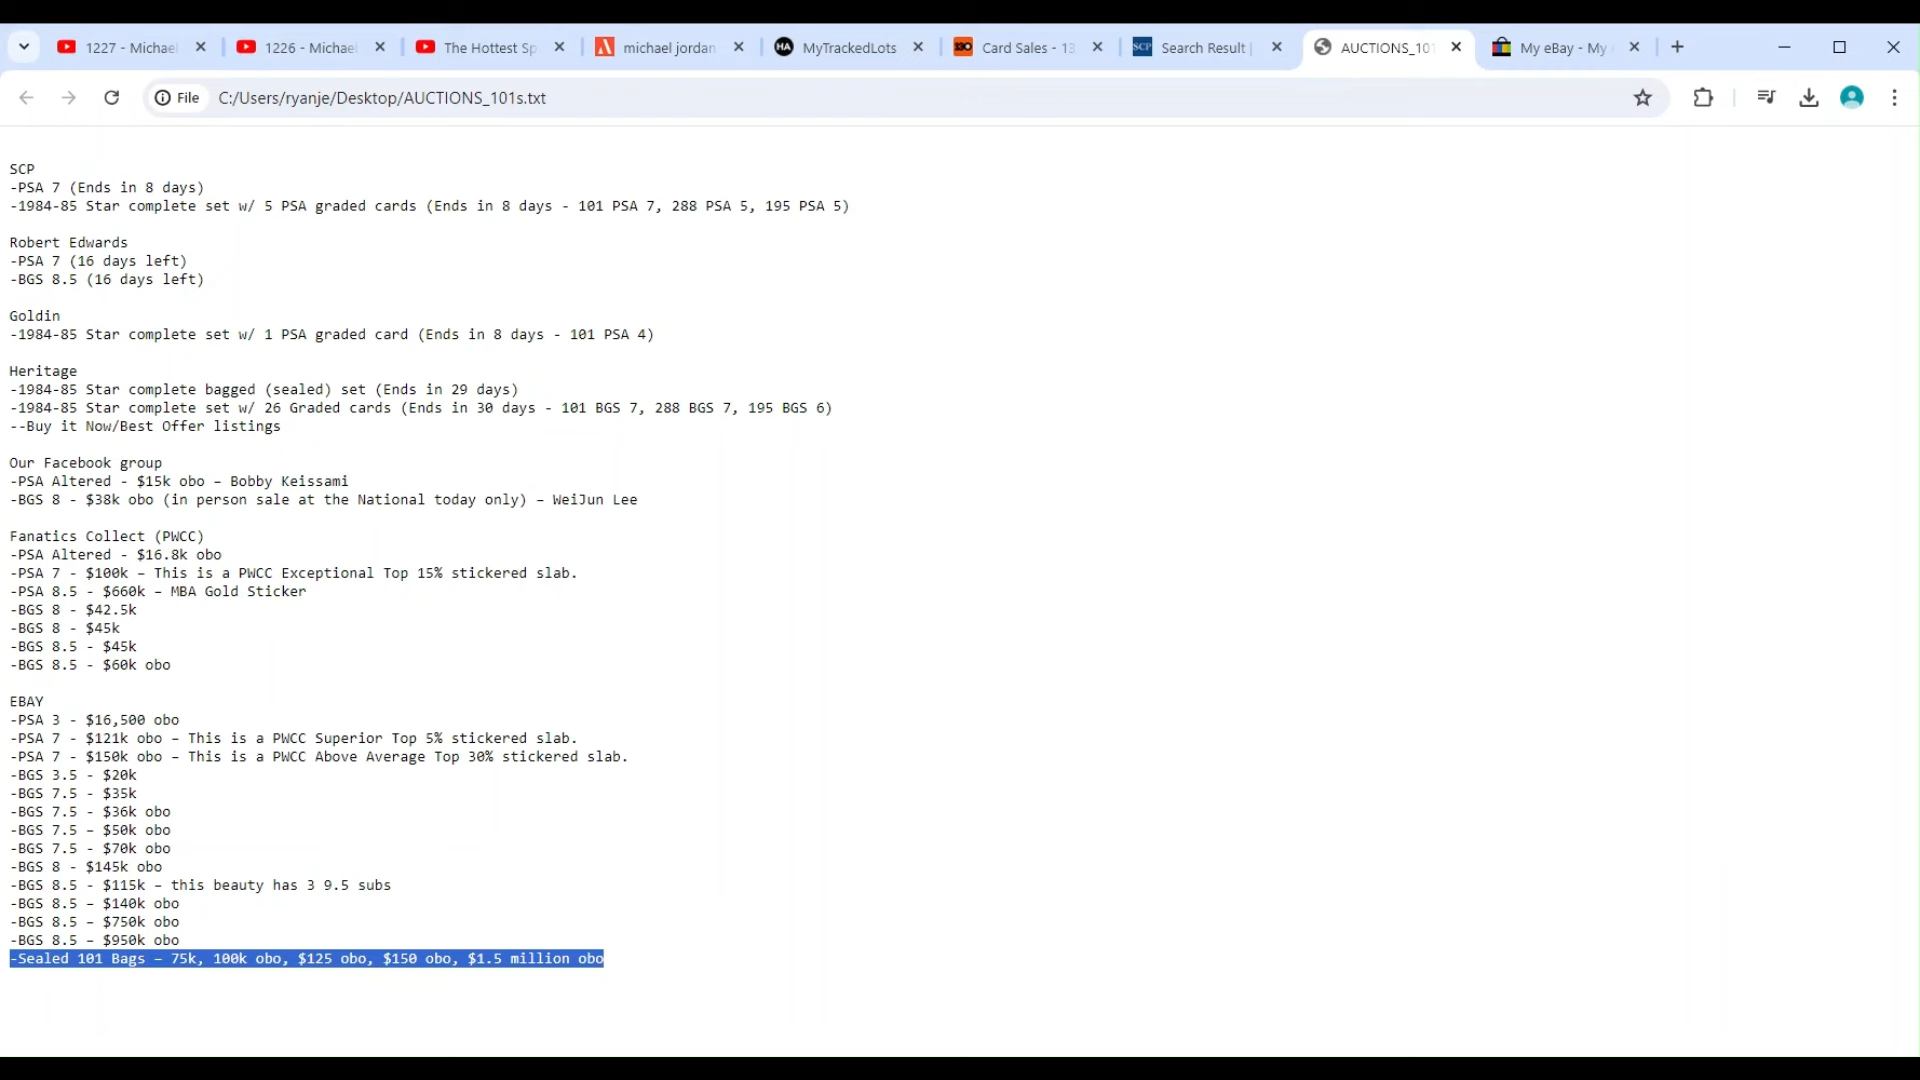 1227 - Michael
1226 - Michael
The Hottest Sp
michael jordan
MyTrackedLots
Card Sales - 13
Search Result |
AUCTIONS_101
My eBay - My
File
C:/Users/ryanje/Desktop/AUCTIONS_101s.txt
SCP
-PSA 7 (Ends in 8 days)
-1984-85 Star complete set w/ 5 PSA graded cards (Ends in 8 days - 101 PSA 7, 288 PSA 5, 195 PSA 5)
Robert Edwards
-PSA 7 (16 days left)
-BGS 8.5 (16 days left)
Goldin
-1984-85 Star complete set w/ 1 PSA graded card (Ends in 8 days - 101 PSA 4)
Heritage
-1984-85 Star complete bagged (sealed) set (Ends in 29 days)
-1984-85 Star complete set w/ 26 Graded cards (Ends in 30 days - 101 BGS 7, 288 BGS 7, 195 BGS 6)
--Buy it Now/Best Offer listings
Our Facebook group
-PSA Altered - $15k obo – Bobby Keissami
-BGS 8 - $38k obo (in person sale at the National today only) – WeiJun Lee
Fanatics Collect (PWCC)
-PSA Altered - $16.8k obo
-PSA 7 - $100k – This is a PWCC Exceptional Top 15% stickered slab.
-PSA 8.5 - $660k – MBA Gold Sticker
-BGS 8 - $42.5k
-BGS 8 - $45k
-BGS 8.5 - $45k
-BGS 8.5 - $60k obo
EBAY
-PSA 3 - $16,500 obo
-PSA 7 - $121k obo – This is a PWCC Superior Top 5% stickered slab.
-PSA 7 - $150k obo – This is a PWCC Above Average Top 30% stickered slab.
-BGS 3.5 - $20k
-BGS 7.5 - $35k
-BGS 7.5 – $36k obo
-BGS 7.5 – $50k obo
-BGS 7.5 – $70k obo
-BGS 8 - $145k obo
-BGS 8.5 - $115k – this beauty has 3 9.5 subs
-BGS 8.5 – $140k obo
-BGS 8.5 – $750k obo
-BGS 8.5 – $950k obo
-Sealed 101 Bags – 75k, 100k obo, $125 obo, $150 obo, $1.5 million obo